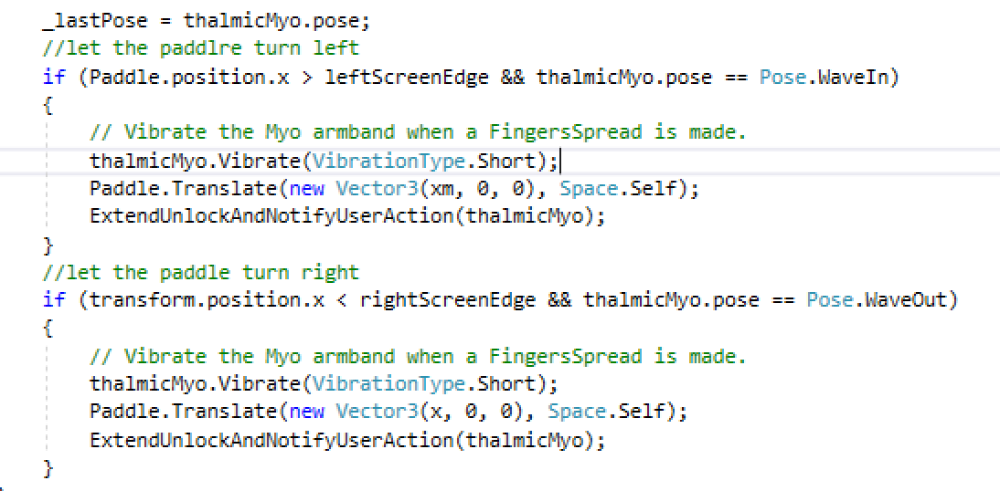 _lastPose = thalmicMyo.pose;
//let the paddlre turn left
if (Paddle.position.x > leftScreenEdge && thalmicMyo.pose == Pose.WaveIn)
{
// Vibrate the Myo armband when a FingersSpread is made.
thalmicMyo.Vibrate(VibrationType.Short);
Paddle.Translate(new Vector3(xm, 0, 0), Space.Self);
ExtendUnlockAndNotifyUserAction(thalmicMyo);
}
//let the paddle turn right
if (transform.position.x < rightScreenEdge && thalmicMyo.pose == Pose.WaveOut)
{
// Vibrate the Myo armband when a FingersSpread is made.
thalmicMyo.Vibrate(VibrationType.Short);
Paddle.Translate(new Vector3(x, 0, 0), Space.Self);
ExtendUnlockAndNotifyUserAction(thalmicMyo);
}